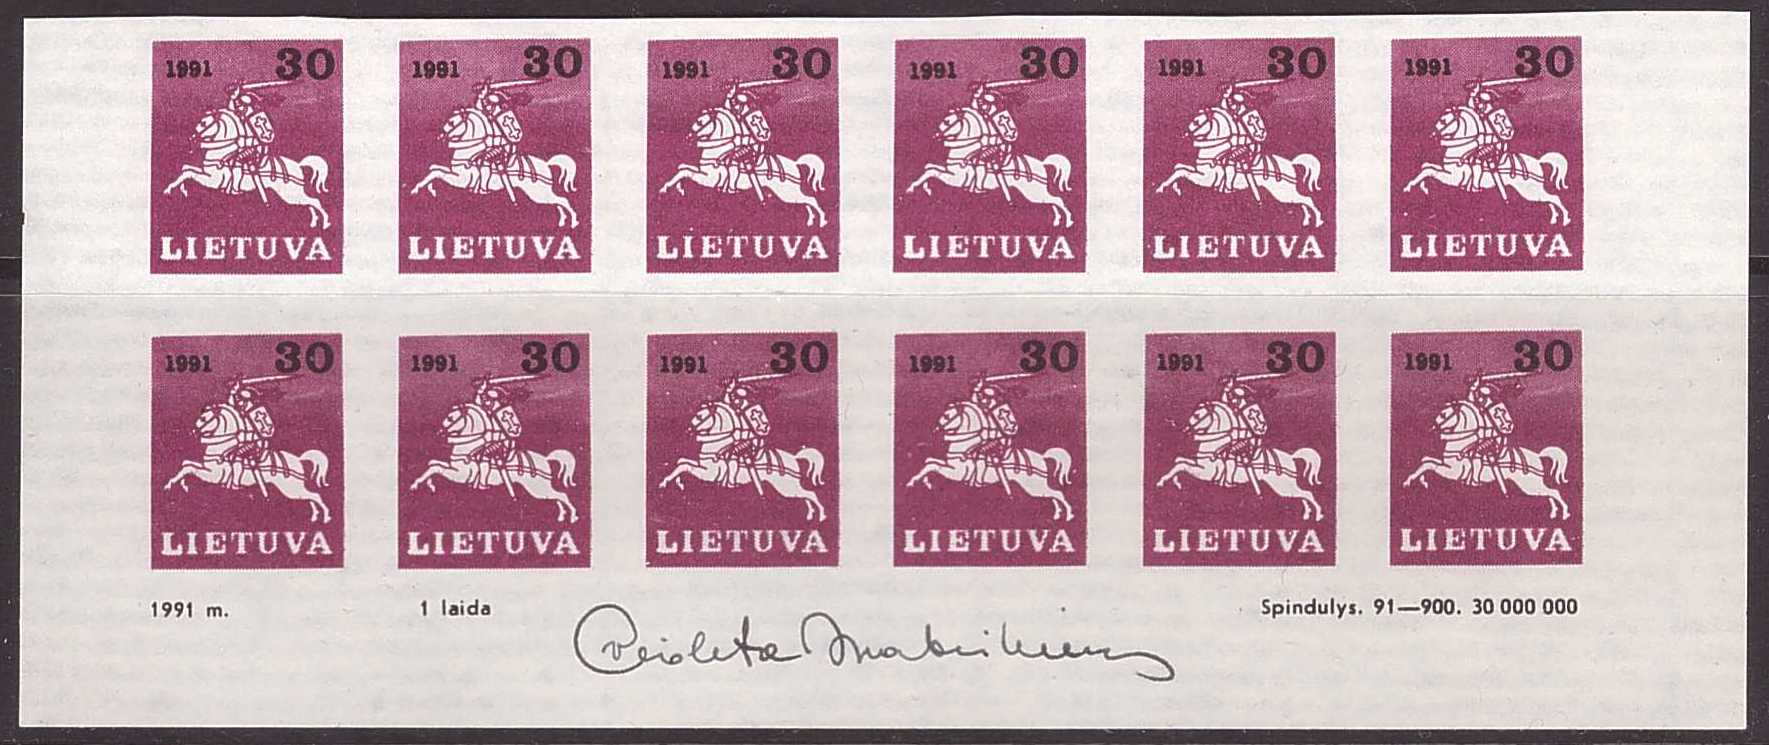 1991 30 1991 30 1991 30 1991 30 1991 30 1991 30
LIETUVA LIETUVA LIETUVA LIETUVA LIETUVA LIETUVA
1991 30 1991 30 1991 30 1991 30 1991 30 1991 30
LIETUVA LIETUVA LIETUVA LIETUVA LIETUVA LIETUVA
1991 m. 1 laida Spindulys. 91—900. 30 000 000
Violeta